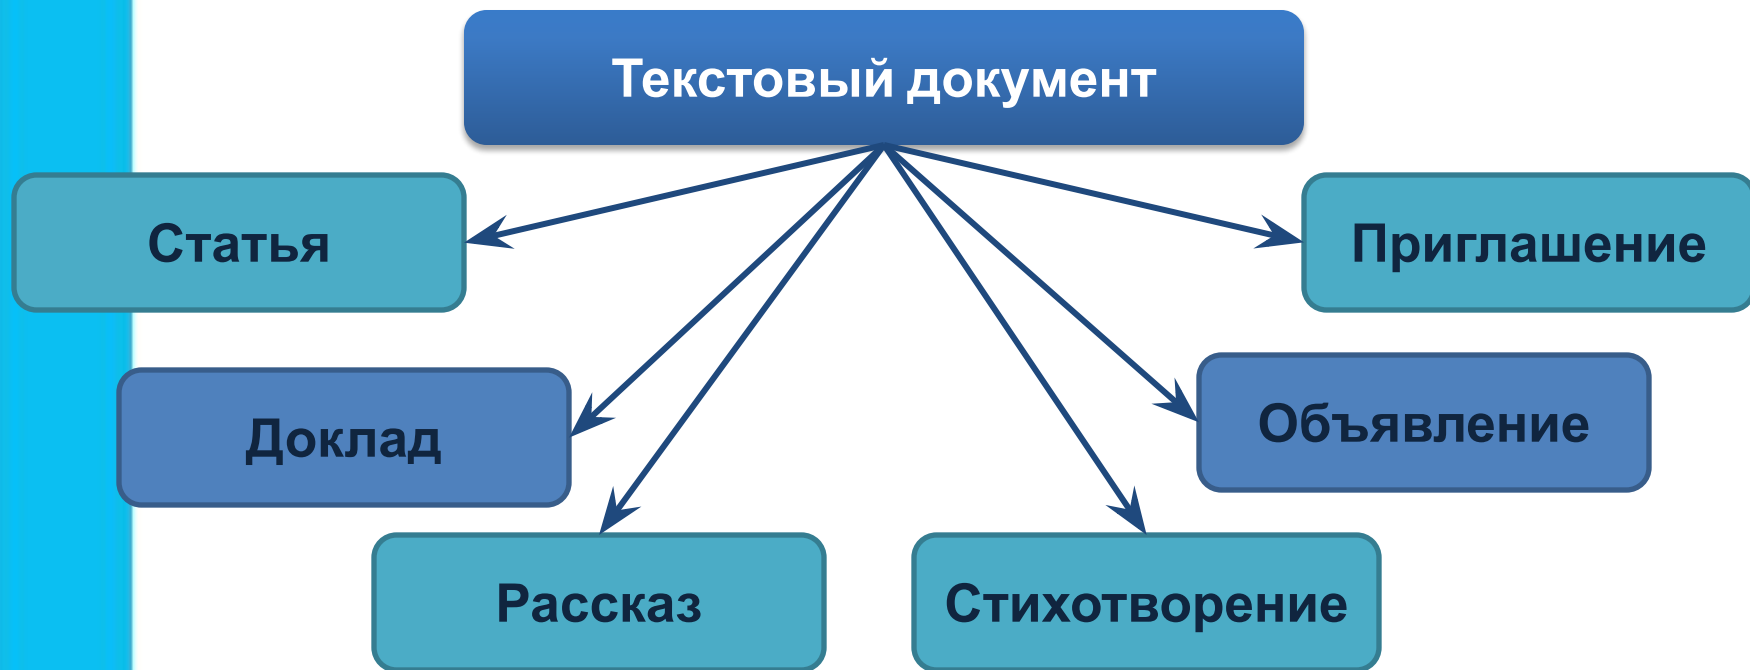 Текстовый документ
Статья
Приглашение
Доклад
Объявление
Рассказ
Стихотворение